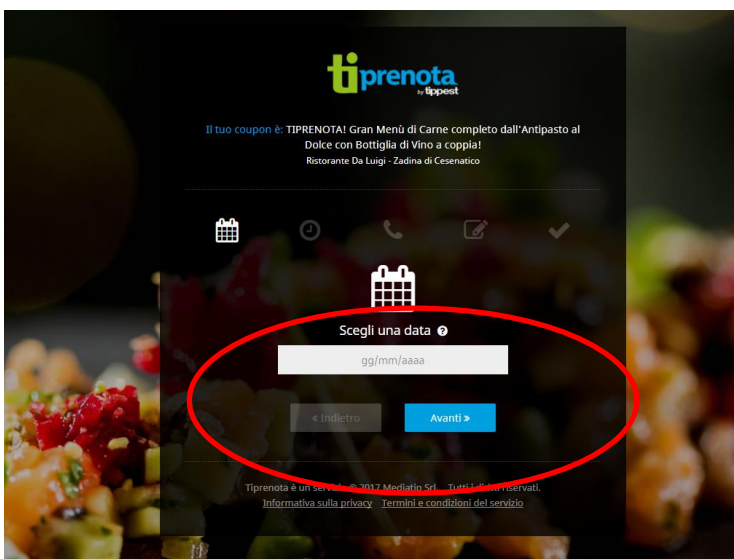 tiprenota
by tippest
Il tuo coupon è: TIPRENOTA! Gran Menù di Carne completo dall'Antipasto al
Dolce con Bottiglia di Vino a coppia!
Ristorante Da Luigi - Zadina di Cesenatico
Scegli una data ?
gg/mm/aaaa
« Indietro Avanti »
Tiprenota è un servizio © 2017 Mediatip Srl. Tutti i diritti riservati.
Informativa sulla privacy Termini e condizioni del servizio